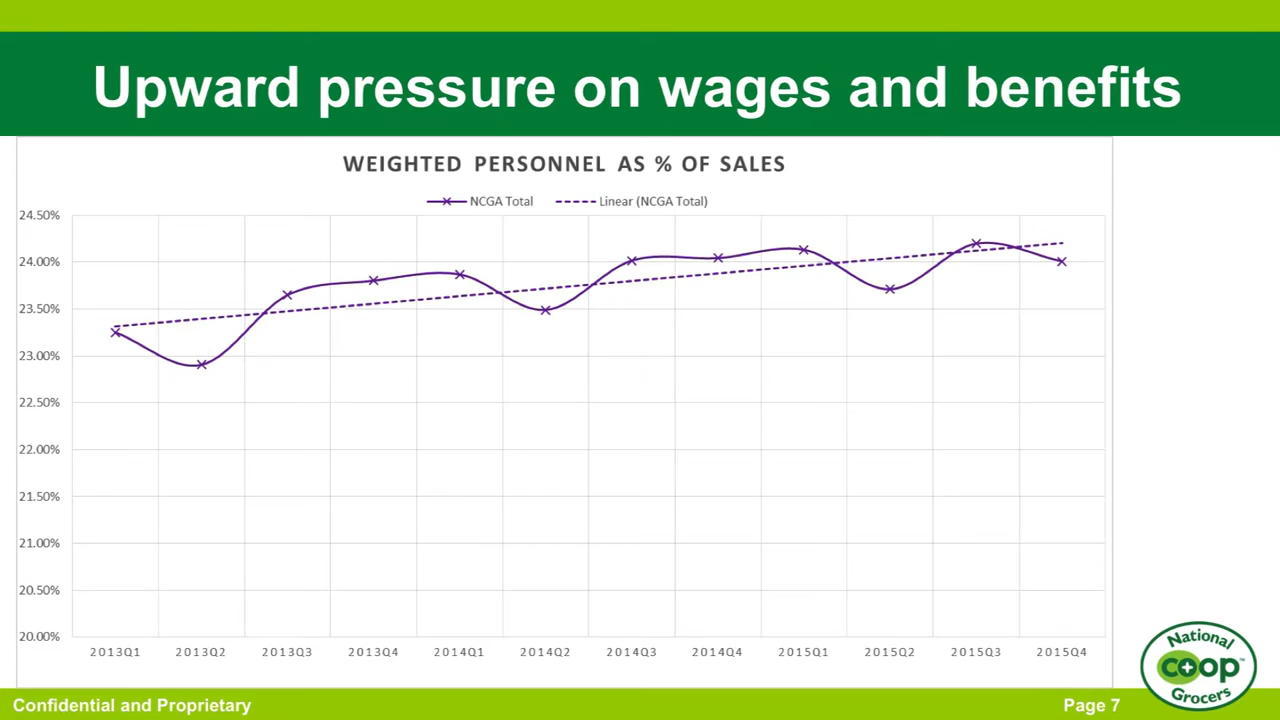 Upward pressure on wages and benefits
WEIGHTED PERSONNEL AS % OF SALES
NCGA Total Linear (NCGA Total)
24.50%
24.00%
23.50%
23.00%
22.50%
22.00%
21.50%
21.00%
20.50%
20.00%
2013Q1 2013Q2 2013Q3 2013Q4 2014Q1 2014Q2 2014Q3 2014Q4 2015Q1 2015Q2 2015Q3 2015Q4
National
coop™
Grocers
Confidential and Proprietary Page 7